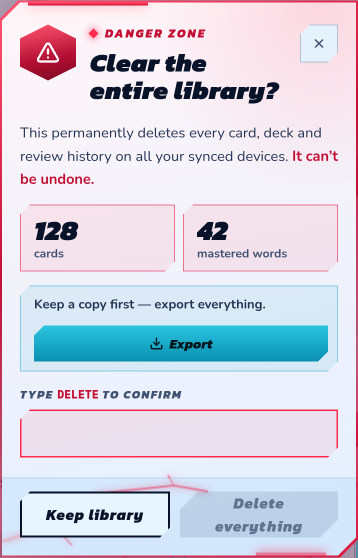 DANGER ZONE
Clear the
entire library?
This permanently deletes every card, deck and
review history on all your synced devices. It can't
be undone.
128
cards
42
mastered words
Keep a copy first — export everything.
Export
TYPE DELETE TO CONFIRM
Keep library
Delete
everything